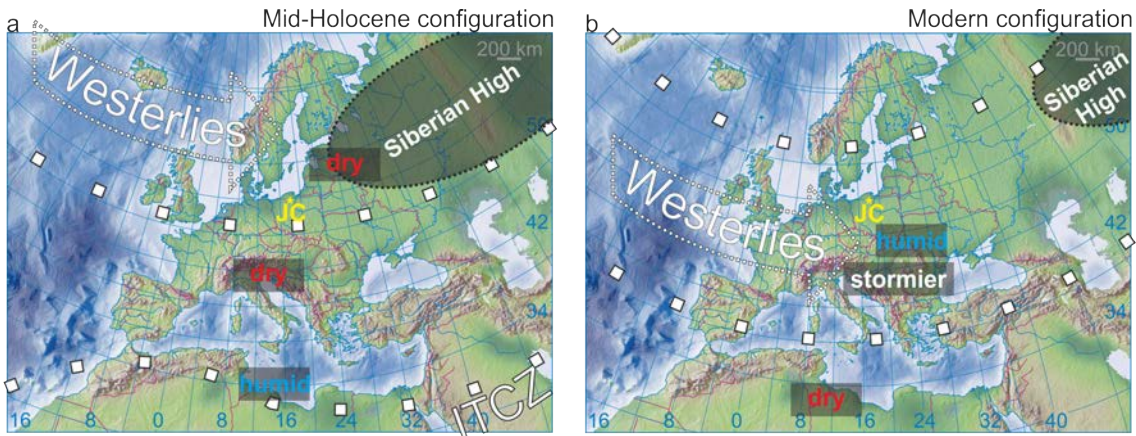 a
Mid-Holocene configuration
200 km
Westerlies
Siberian High
50
dry
JC
42
dry
34
humid
ITCZ
16 8 0 8 16 24 32 40
b
Modern configuration
200 km
Siberian
High
50
Westerlies
JC
42
humid
stormier
34
dry
16 8 0 8 16 24 32 40